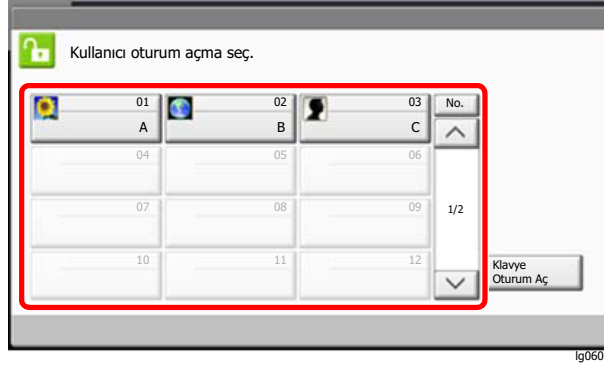 Kullanıcı oturum açma seç.
01 02 03 No.
A B C
04 05 06
07 08 09 1/2
10 11 12
Klavye
Oturum Aç
lg060